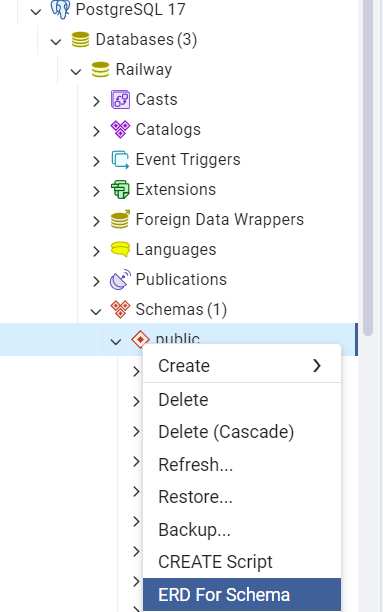 PostgreSQL 17
Databases (3)
Railway
Casts
Catalogs
Event Triggers
Extensions
Foreign Data Wrappers
Languages
Publications
Schemas (1)
public
Create
Delete
Delete (Cascade)
Refresh...
Restore...
Backup...
CREATE Script
ERD For Schema